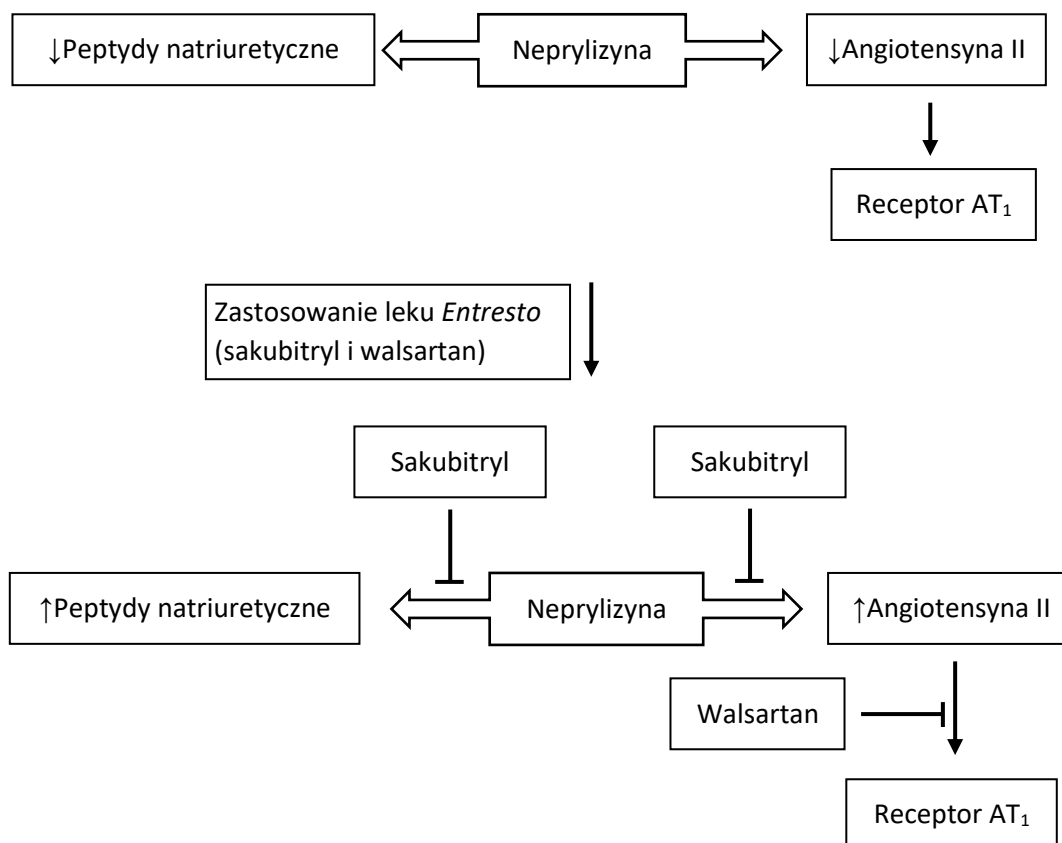 ↓Peptydy natriuretyczne
Neprylizyna
↓Angiotensyna II
Receptor AT₁
Zastosowanie leku Entresto
(sakubitryl i walsartan)
Sakubitryl
Sakubitryl
↑Peptydy natriuretyczne
Neprylizyna
↑Angiotensyna II
Walsartan
Receptor AT₁